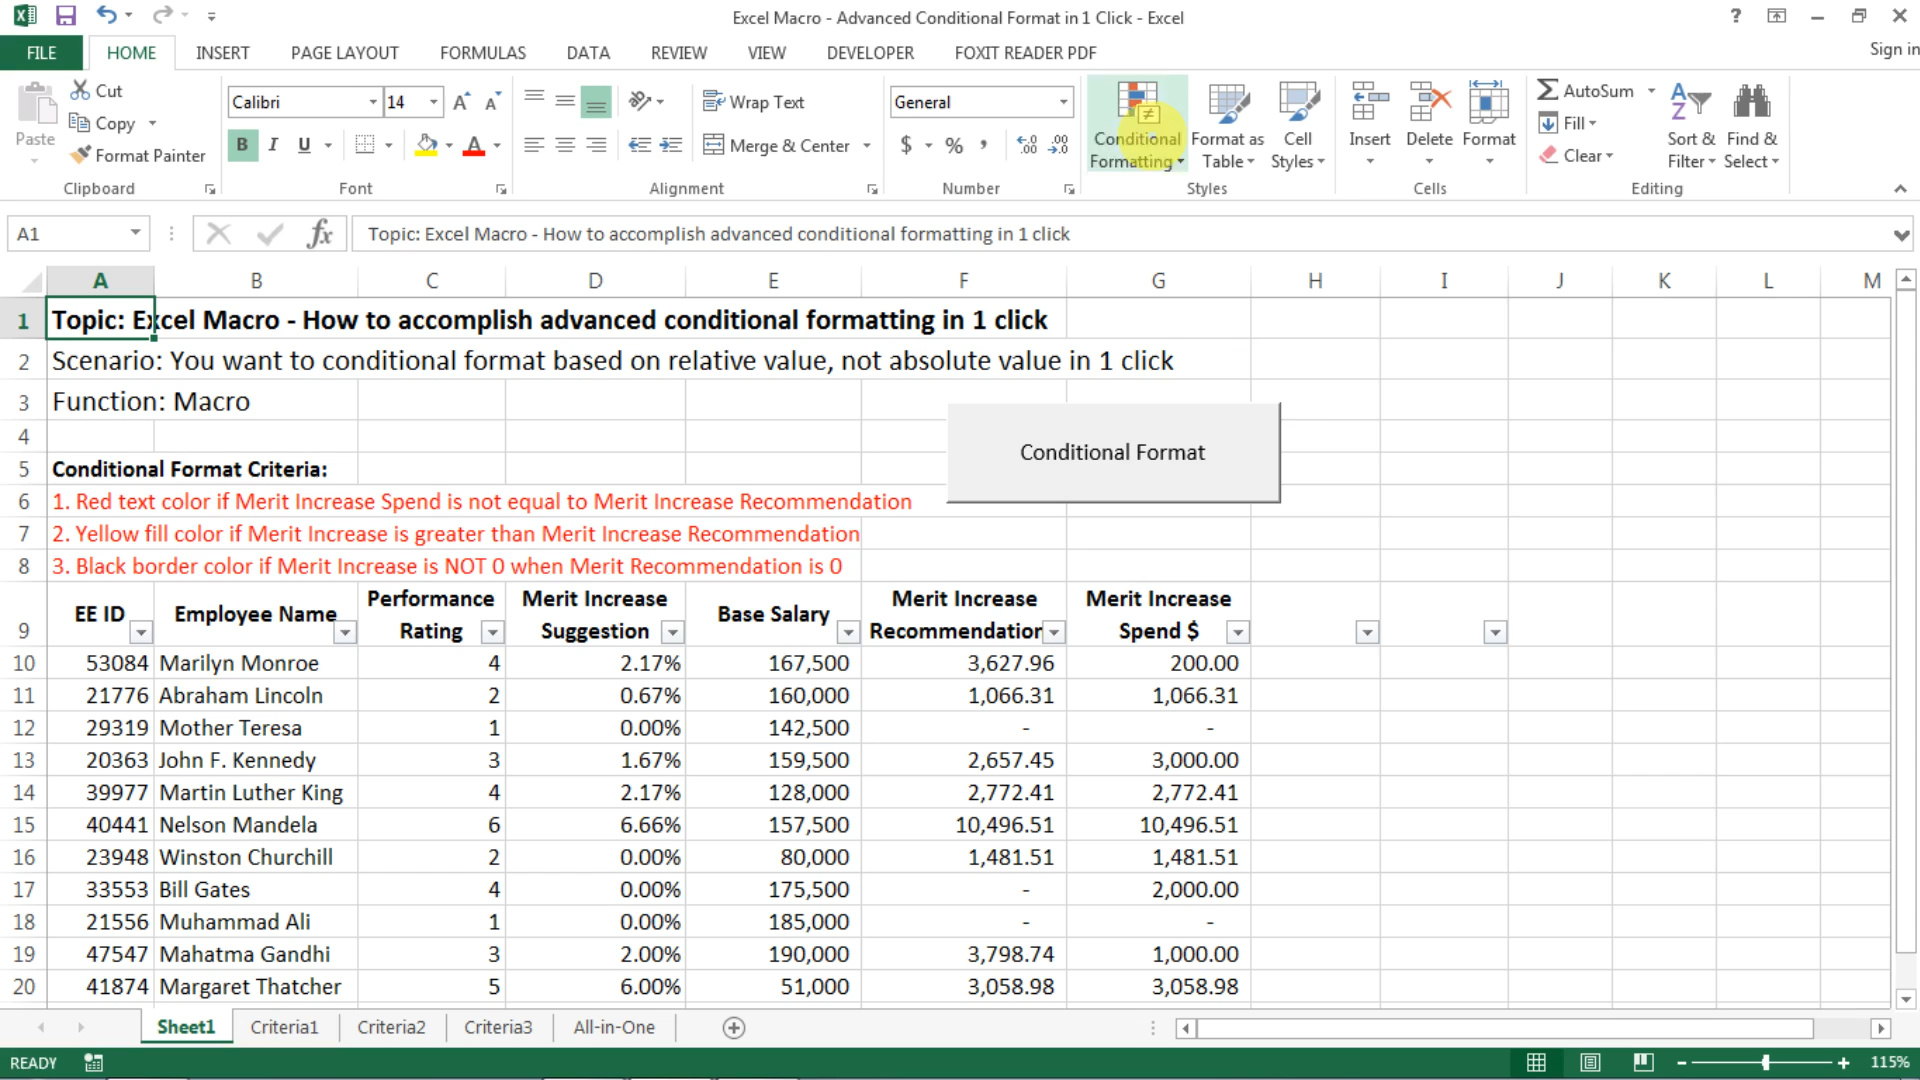 Excel Macro - Advanced Conditional Format in 1 Click - Excel
?
FILE HOME INSERT PAGE LAYOUT FORMULAS DATA REVIEW VIEW DEVELOPER FOXIT READER PDF Sign in
Paste
Cut
Copy
Format Painter
Clipboard
Calibri 14
B I U A
Font
Wrap Text
Merge & Center
Alignment
General
$ % ,
Number
Conditional Formatting
Format as Table
Cell Styles
Styles
Insert Delete Format
Cells
AutoSum
Fill
Clear
Sort & Filter
Find & Select
Editing
A1 fx Topic: Excel Macro - How to accomplish advanced conditional formatting in 1 click
A B C D E F G H I J K L M
1 Topic: Excel Macro - How to accomplish advanced conditional formatting in 1 click
2 Scenario: You want to conditional format based on relative value, not absolute value in 1 click
3 Function: Macro
4
Conditional Format
5 Conditional Format Criteria:
6 1. Red text color if Merit Increase Spend is not equal to Merit Increase Recommendation
7 2. Yellow fill color if Merit Increase is greater than Merit Increase Recommendation
8 3. Black border color if Merit Increase is NOT 0 when Merit Recommendation is 0
9 EE ID Employee Name Performance Rating Merit Increase Suggestion Base Salary Merit Increase Recommendation Merit Increase Spend $
10 53084 Marilyn Monroe 4 2.17% 167,500 3,627.96 200.00
11 21776 Abraham Lincoln 2 0.67% 160,000 1,066.31 1,066.31
12 29319 Mother Teresa 1 0.00% 142,500 - -
13 20363 John F. Kennedy 3 1.67% 159,500 2,657.45 3,000.00
14 39977 Martin Luther King 4 2.17% 128,000 2,772.41 2,772.41
15 40441 Nelson Mandela 6 6.66% 157,500 10,496.51 10,496.51
16 23948 Winston Churchill 2 0.00% 80,000 1,481.51 1,481.51
17 33553 Bill Gates 4 0.00% 175,500 - 2,000.00
18 21556 Muhammad Ali 1 0.00% 185,000 - -
19 47547 Mahatma Gandhi 3 2.00% 190,000 3,798.74 1,000.00
20 41874 Margaret Thatcher 5 6.00% 51,000 3,058.98 3,058.98
Sheet1 Criteria1 Criteria2 Criteria3 All-in-One
READY 115%